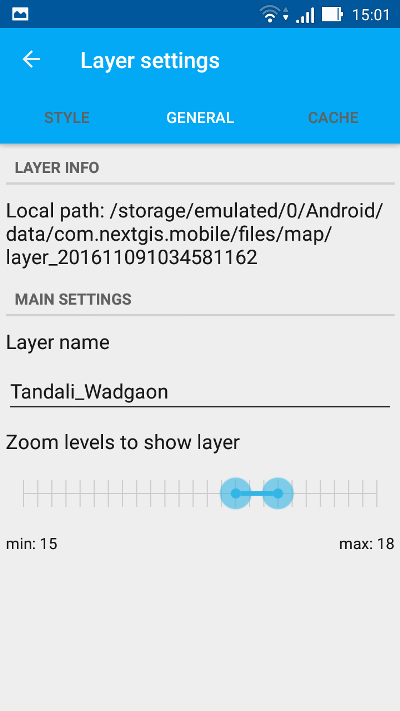 15:01
Layer settings
STYLE GENERAL CACHE
LAYER INFO
Local path: /storage/emulated/0/Android/
data/com.nextgis.mobile/files/map/
layer_201611091034581162
MAIN SETTINGS
Layer name
Tandali_Wadgaon
Zoom levels to show layer
min: 15 max: 18